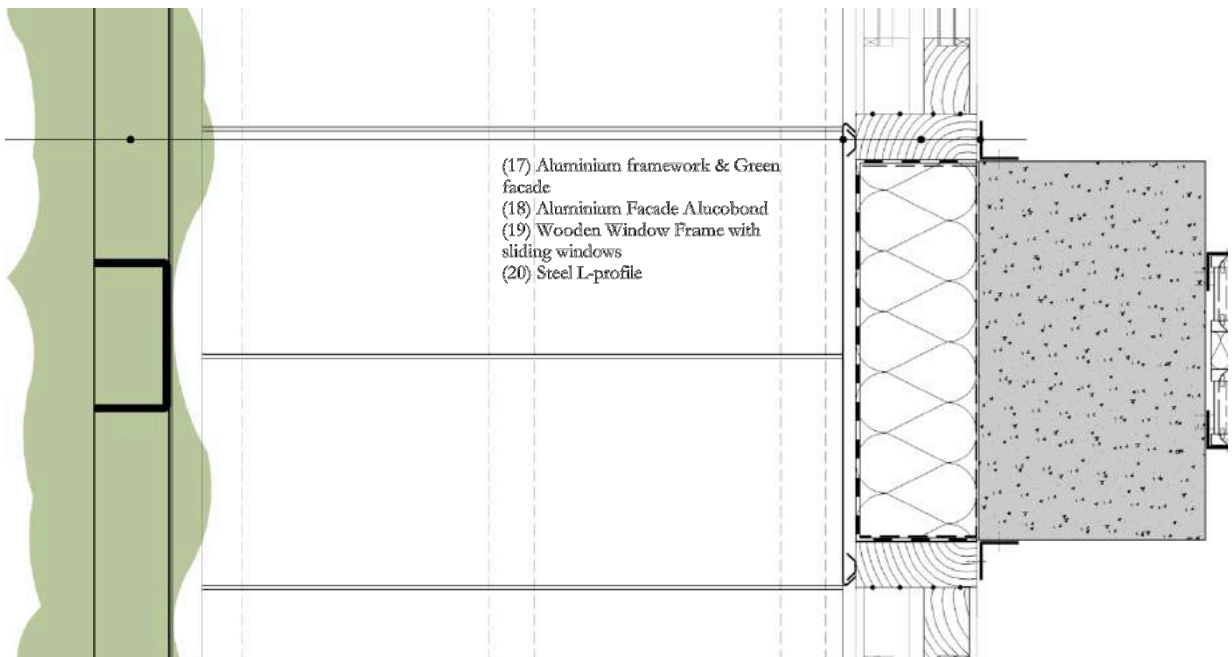 (17) Aluminium framework & Green
facade
(18) Aluminium Facade Alucobond
(19) Wooden Window Frame with
sliding windows
(20) Steel L-profile